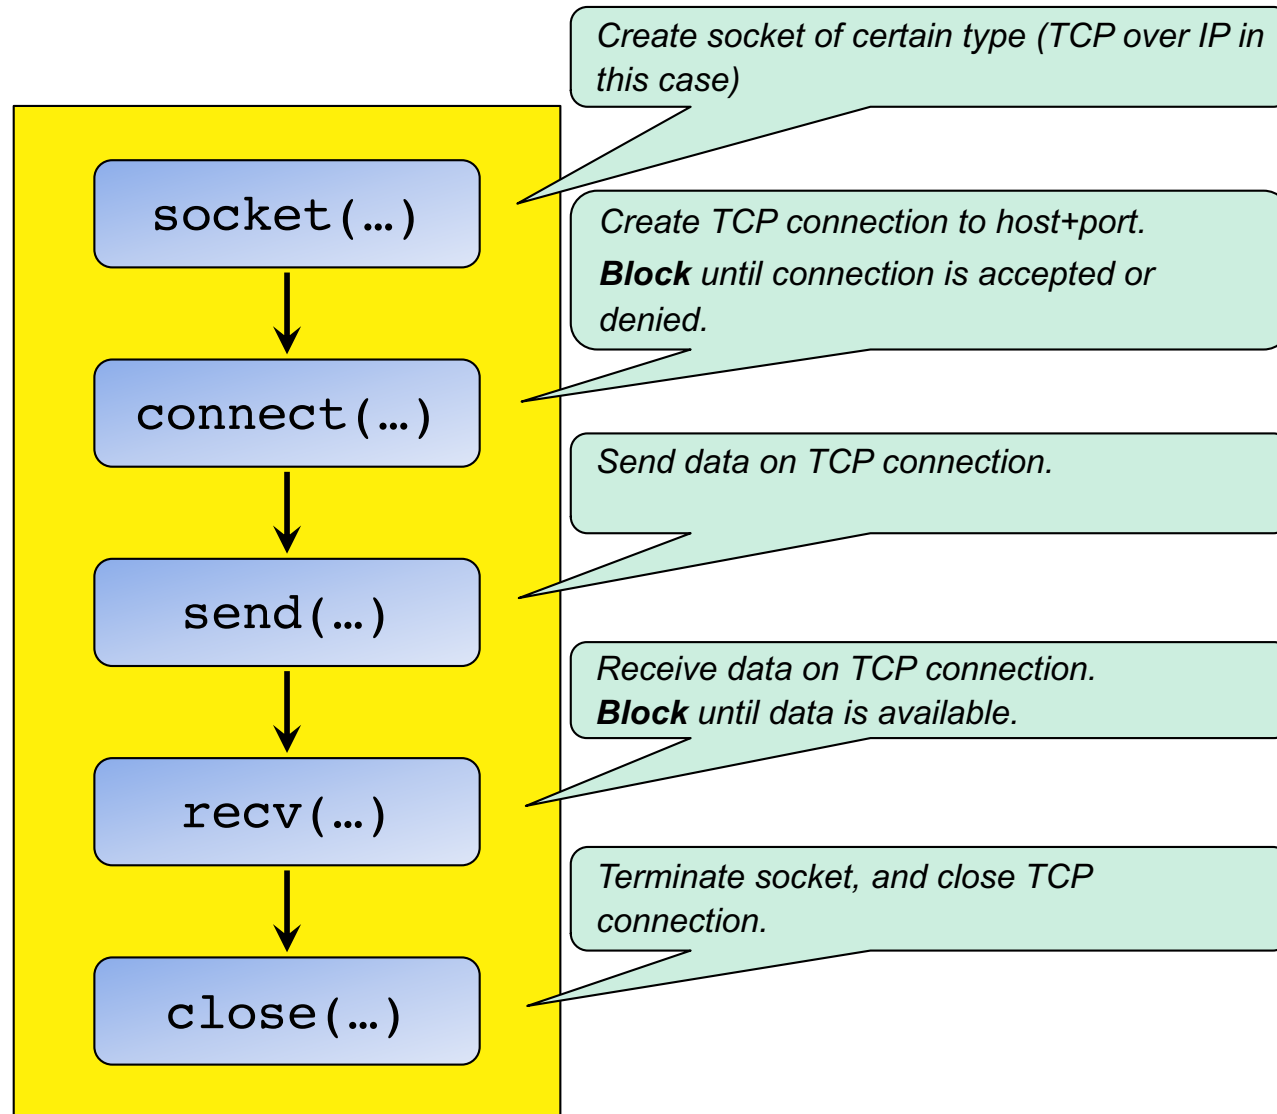 Create socket of certain type (TCP over IP in
this case)
socket(…)
Create TCP connection to host+port.
Block until connection is accepted or
denied.
connect(…)
Send data on TCP connection.
send(…)
Receive data on TCP connection.
Block until data is available.
recv(…)
Terminate socket, and close TCP
connection.
close(…)